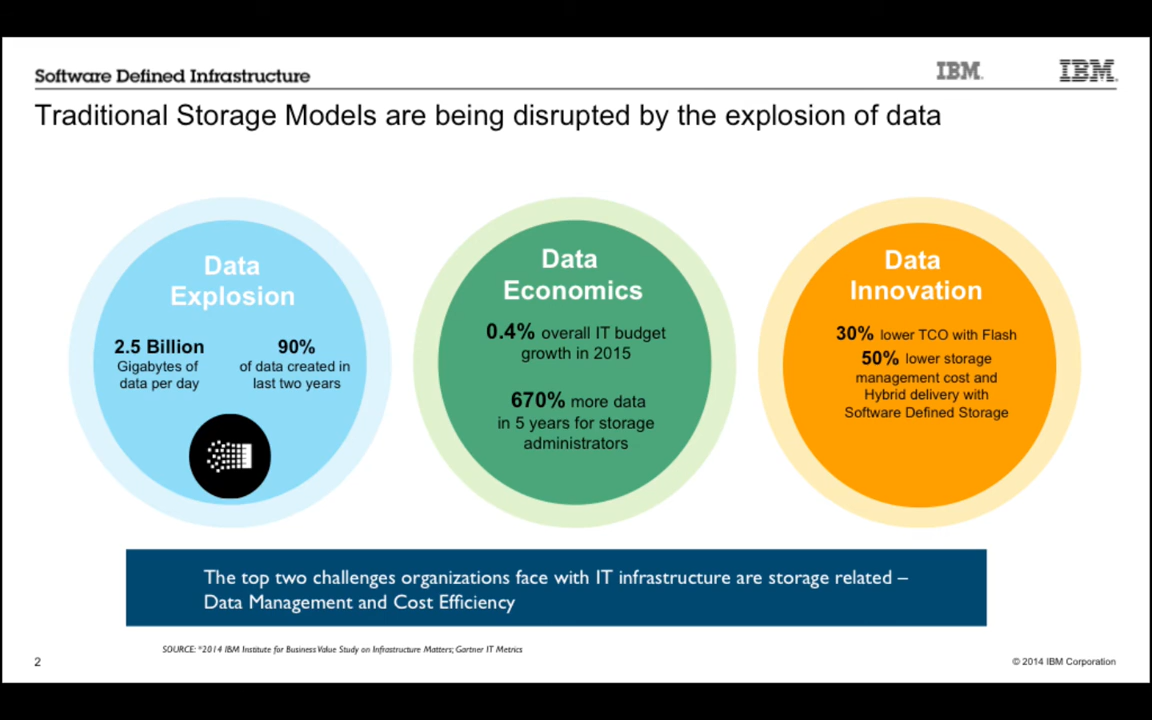 Software Defined Infrastructure
IBM.
IBM.
Traditional Storage Models are being disrupted by the explosion of data
Data
Explosion
2.5 Billion
Gigabytes of
data per day
90%
of data created in
last two years
Data
Economics
0.4% overall IT budget
growth in 2015
670% more data
in 5 years for storage
administrators
Data
Innovation
30% lower TCO with Flash
50% lower storage
management cost and
Hybrid delivery with
Software Defined Storage
The top two challenges organizations face with IT infrastructure are storage related –
Data Management and Cost Efficiency
SOURCE: *2014 IBM Institute for Business Value Study on Infrastructure Matters; Gartner IT Metrics
2
© 2014 IBM Corporation